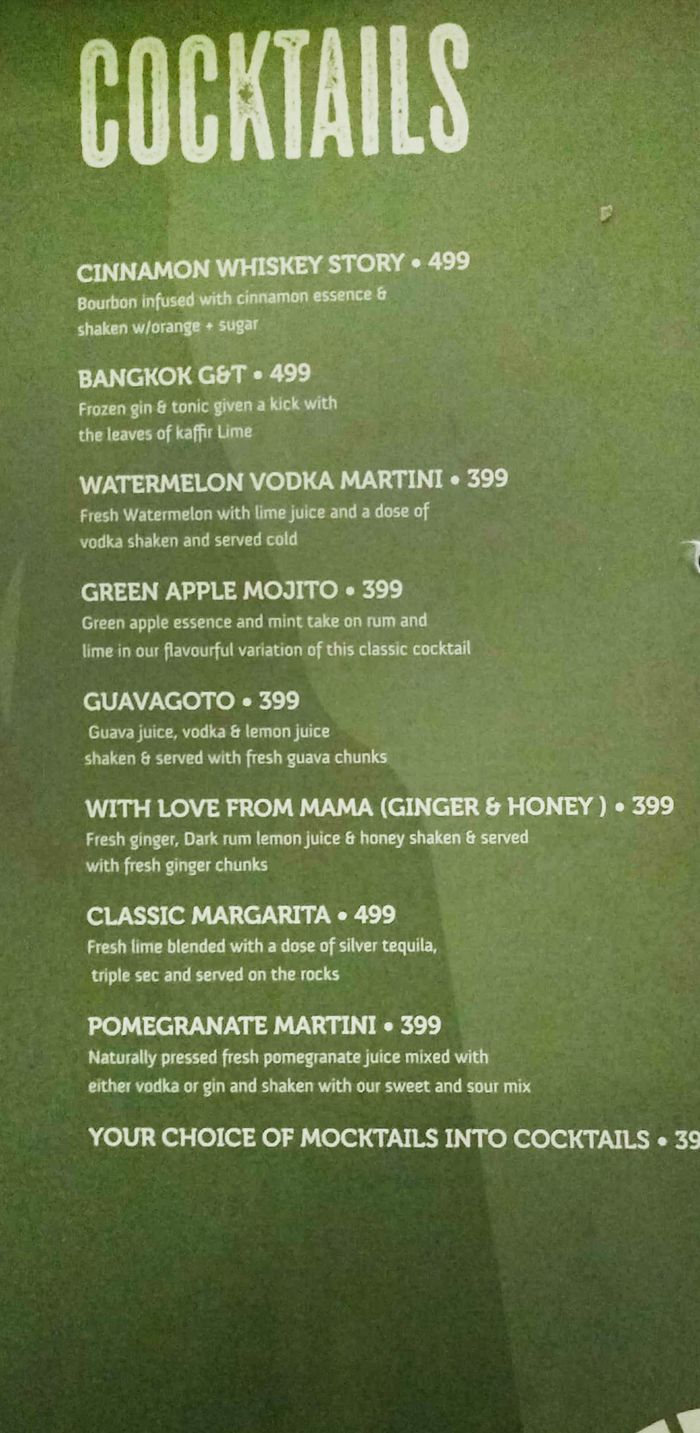 COCKTAILS
CINNAMON WHISKEY STORY • 499
Bourbon infused with cinnamon essence &
shaken w/orange + sugar
BANGKOK G&T • 499
Frozen gin & tonic given a kick with
the leaves of kaffir Lime
WATERMELON VODKA MARTINI • 399
Fresh Watermelon with lime juice and a dose of
vodka shaken and served cold
GREEN APPLE MOJITO • 399
Green apple essence and mint take on rum and
lime in our flavourful variation of this classic cocktail
GUAVAGOTO • 399
Guava juice, vodka & lemon juice
shaken & served with fresh guava chunks
WITH LOVE FROM MAMA (GINGER & HONEY ) • 399
Fresh ginger, Dark rum lemon juice & honey shaken & served
with fresh ginger chunks
CLASSIC MARGARITA • 499
Fresh lime blended with a dose of silver tequila,
triple sec and served on the rocks
POMEGRANATE MARTINI • 399
Naturally pressed fresh pomegranate juice mixed with
either vodka or gin and shaken with our sweet and sour mix
YOUR CHOICE OF MOCKTAILS INTO COCKTAILS • 39